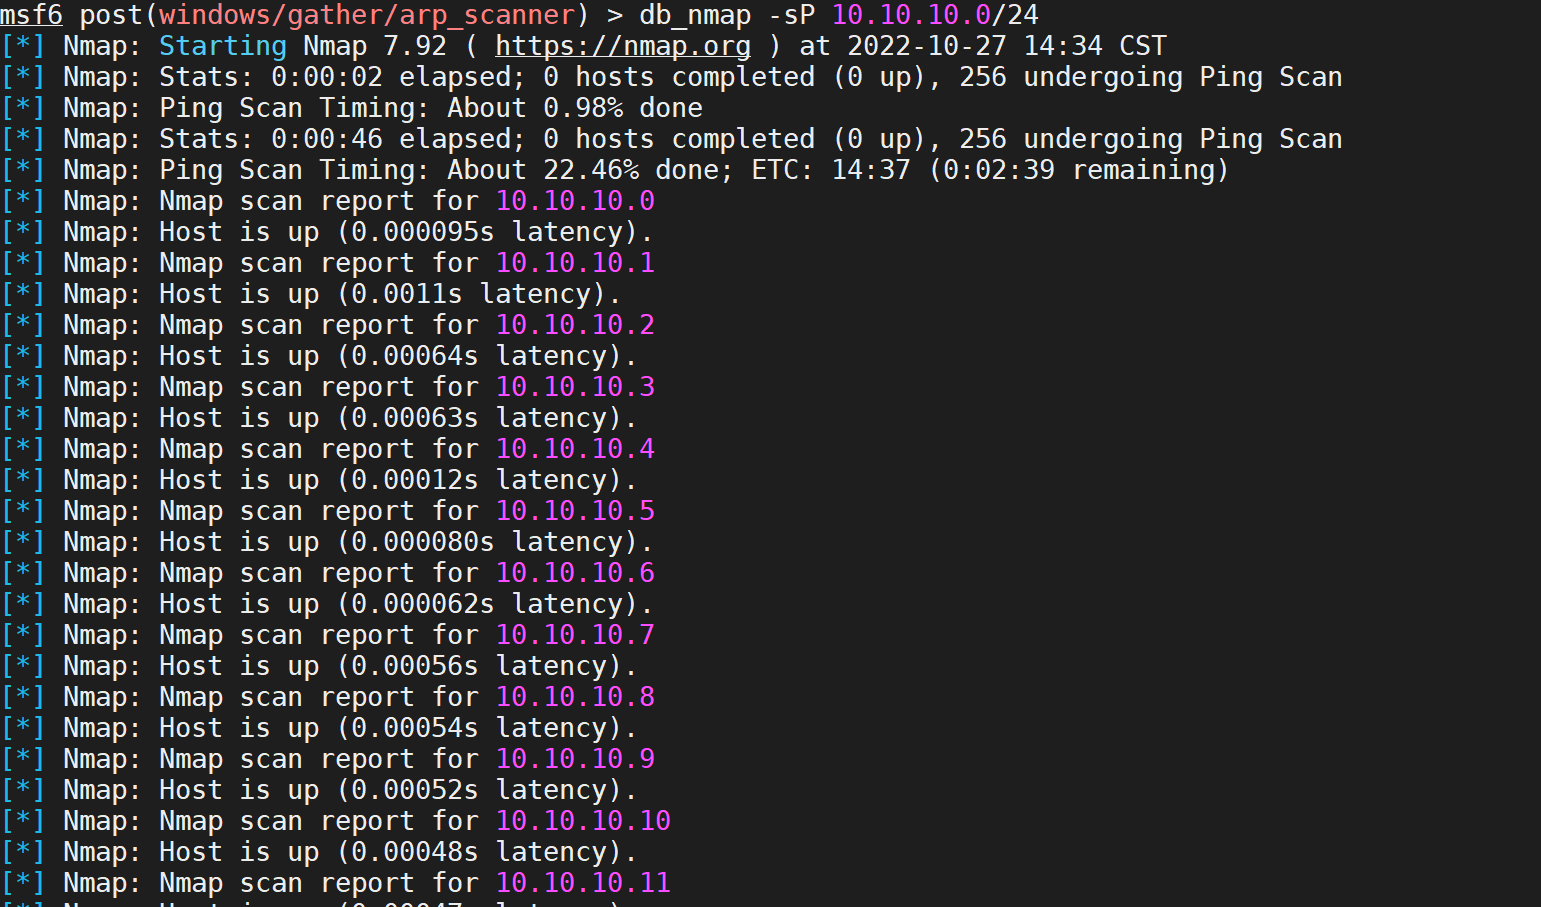 msf6 post(windows/gather/arp_scanner) > db_nmap -sP 10.10.10.0/24
[*] Nmap: Starting Nmap 7.92 ( https://nmap.org ) at 2022-10-27 14:34 CST
[*] Nmap: Stats: 0:00:02 elapsed; 0 hosts completed (0 up), 256 undergoing Ping Scan
[*] Nmap: Ping Scan Timing: About 0.98% done
[*] Nmap: Stats: 0:00:46 elapsed; 0 hosts completed (0 up), 256 undergoing Ping Scan
[*] Nmap: Ping Scan Timing: About 22.46% done; ETC: 14:37 (0:02:39 remaining)
[*] Nmap: Nmap scan report for 10.10.10.0
[*] Nmap: Host is up (0.000095s latency).
[*] Nmap: Nmap scan report for 10.10.10.1
[*] Nmap: Host is up (0.0011s latency).
[*] Nmap: Nmap scan report for 10.10.10.2
[*] Nmap: Host is up (0.00064s latency).
[*] Nmap: Nmap scan report for 10.10.10.3
[*] Nmap: Host is up (0.00063s latency).
[*] Nmap: Nmap scan report for 10.10.10.4
[*] Nmap: Host is up (0.00012s latency).
[*] Nmap: Nmap scan report for 10.10.10.5
[*] Nmap: Host is up (0.000080s latency).
[*] Nmap: Nmap scan report for 10.10.10.6
[*] Nmap: Host is up (0.000062s latency).
[*] Nmap: Nmap scan report for 10.10.10.7
[*] Nmap: Host is up (0.00056s latency).
[*] Nmap: Nmap scan report for 10.10.10.8
[*] Nmap: Host is up (0.00054s latency).
[*] Nmap: Nmap scan report for 10.10.10.9
[*] Nmap: Host is up (0.00052s latency).
[*] Nmap: Nmap scan report for 10.10.10.10
[*] Nmap: Host is up (0.00048s latency).
[*] Nmap: Nmap scan report for 10.10.10.11